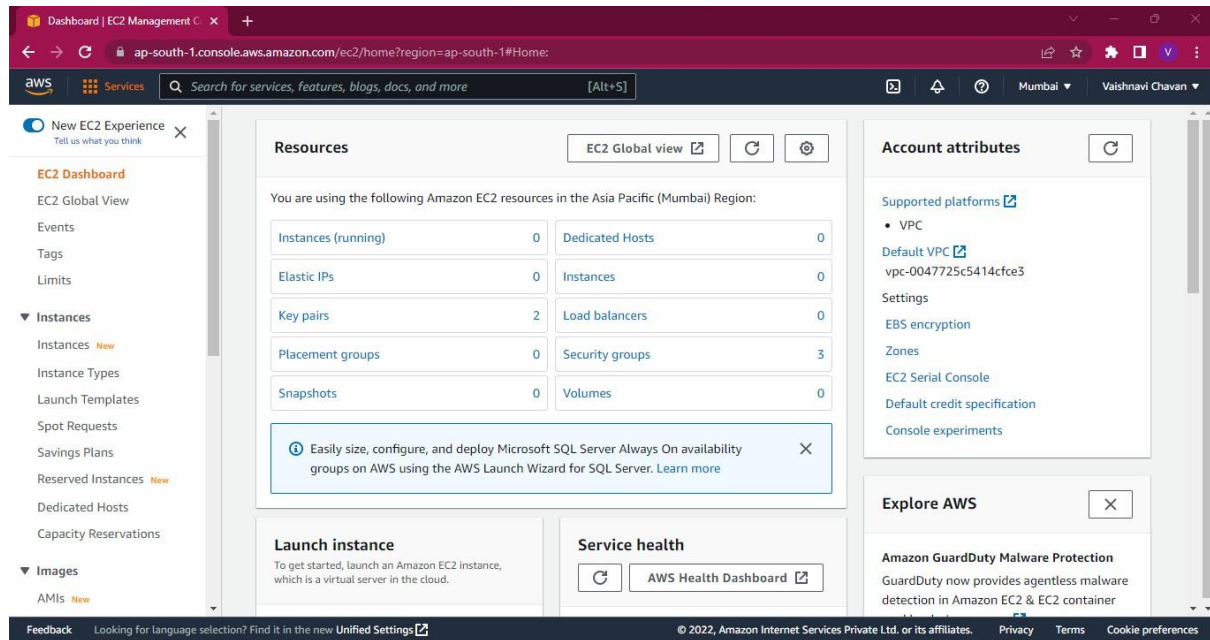 Dashboard | EC2 Management C
ap-south-1.console.aws.amazon.com/ec2/home?region=ap-south-1#Home:
V
aws
Services
Search for services, features, blogs, docs, and more
[Alt+S]
Mumbai
Vaishnavi Chavan
New EC2 Experience
Tell us what you think
EC2 Dashboard
EC2 Global View
Events
Tags
Limits
Instances
Instances New
Instance Types
Launch Templates
Spot Requests
Savings Plans
Reserved Instances New
Dedicated Hosts
Capacity Reservations
Images
AMIs New
Resources
EC2 Global view
You are using the following Amazon EC2 resources in the Asia Pacific (Mumbai) Region:
Instances (running) 0
Dedicated Hosts 0
Elastic IPs 0
Instances 0
Key pairs 2
Load balancers 0
Placement groups 0
Security groups 3
Snapshots 0
Volumes 0
Easily size, configure, and deploy Microsoft SQL Server Always On availability
groups on AWS using the AWS Launch Wizard for SQL Server. Learn more
Launch instance
To get started, launch an Amazon EC2 instance,
which is a virtual server in the cloud.
Service health
AWS Health Dashboard
Account attributes
Supported platforms
• VPC
Default VPC
vpc-0047725c5414cfce3
Settings
EBS encryption
Zones
EC2 Serial Console
Default credit specification
Console experiments
Explore AWS
Amazon GuardDuty Malware Protection
GuardDuty now provides agentless malware
detection in Amazon EC2 & EC2 container
Feedback
Looking for language selection? Find it in the new Unified Settings
© 2022, Amazon Internet Services Private Ltd. or its affiliates.
Privacy
Terms
Cookie preferences